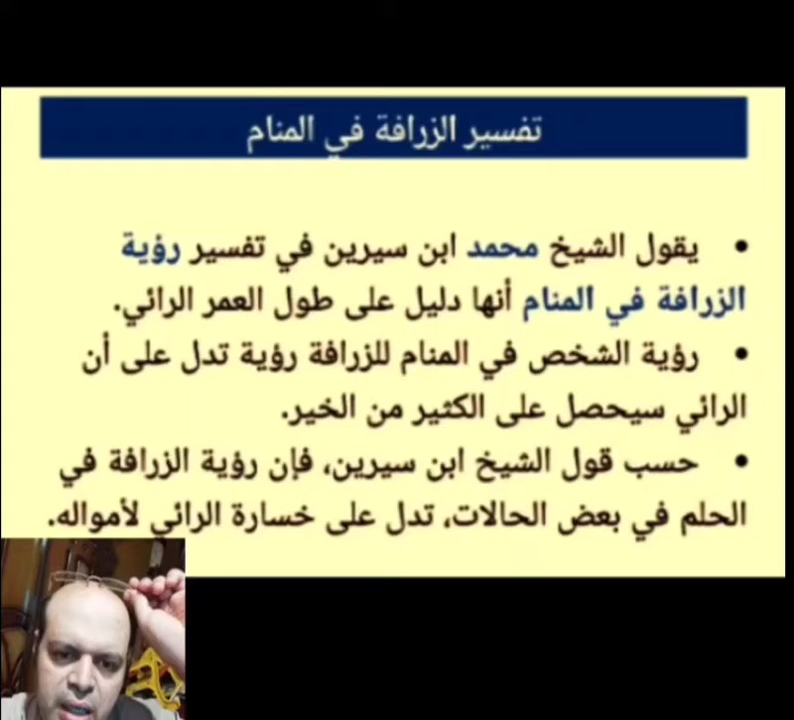 تفسير الزرافة في المنام
• يقول الشيخ محمد ابن سيرين في تفسير رؤية
الزرافة في المنام أنها دليل على طول العمر الرائي.
• رؤية الشخص في المنام للزرافة رؤية تدل على أن
الرائي سيحصل على الكثير من الخير.
• حسب قول الشيخ ابن سيرين، فإن رؤية الزرافة في
الحلم في بعض الحالات، تدل على خسارة الرائي لأمواله.